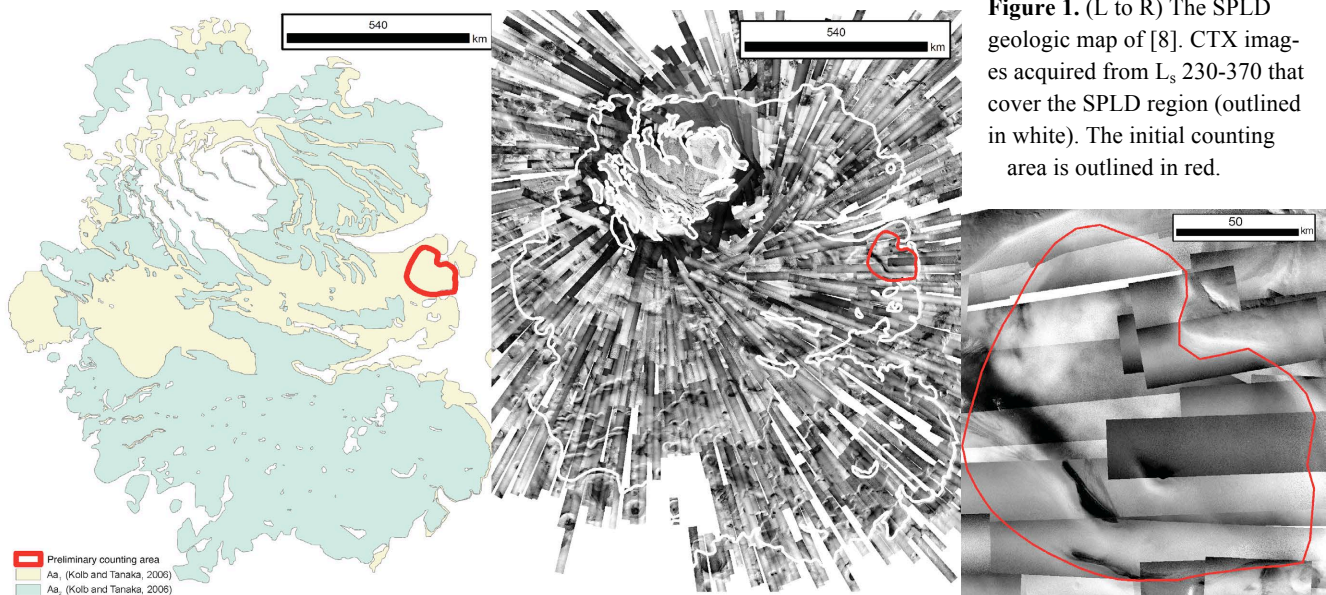 540
km
540
km
Figure 1. (L to R) The SPLD
geologic map of [8]. CTX imag-
es acquired from Ls 230-370 that
cover the SPLD region (outlined
in white). The initial counting
area is outlined in red.
50
km
Preliminary counting area
Aa1 (Kolb and Tanaka, 2006)
Aa2 (Kolb and Tanaka, 2006)